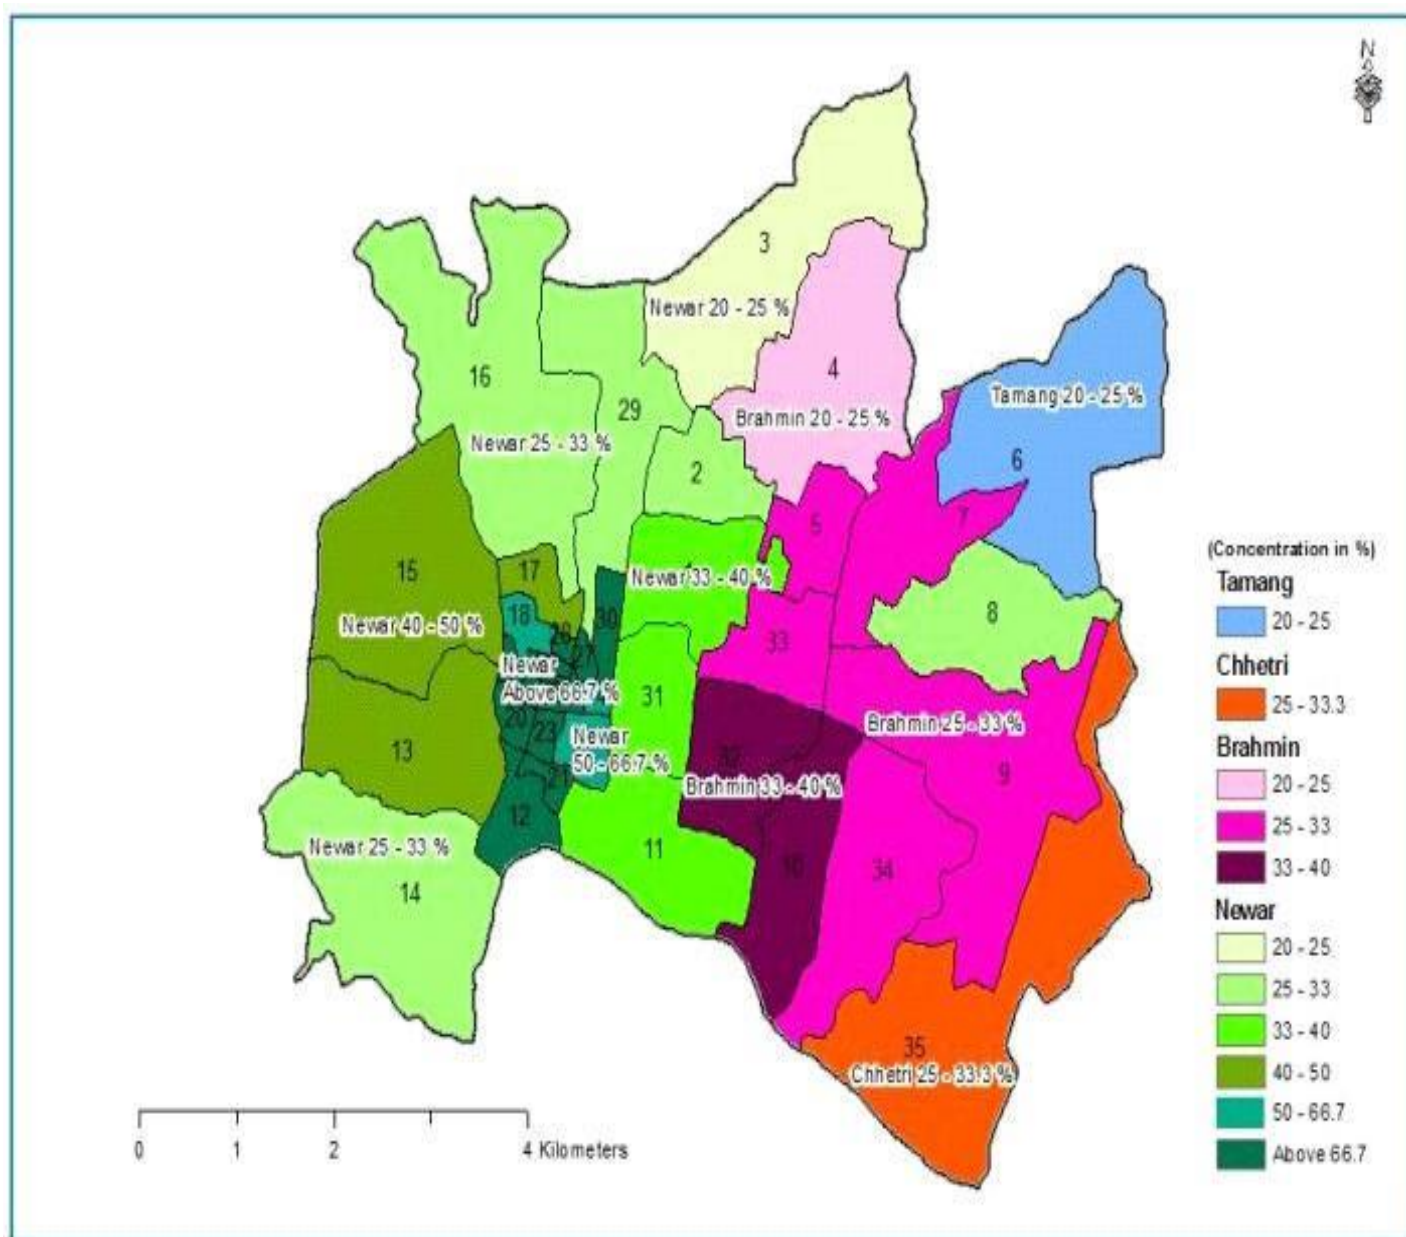 N
3
Newar 20 - 25 %
4
16
Tamang 20 - 25 %
29
Brahmin 20 - 25 %
Newar 25 - 33 %
6
2
5
7
(Concentration in %)
15
17
Newar 33 - 40 %
Tamang
18
30
8
20 - 25
Newar 40 - 50 %
33
Newar
Above 66.7 %
31
Chhetri
25 - 33.3
20
23
Newar
50 - 66.7 %
Brahmin 25 - 33 %
13
32
Brahmin 33 - 40 %
9
Brahmin
20 - 25
12
21
25 - 33
Newar 25 - 33 %
11
10
34
33 - 40
14
Newar
20 - 25
25 - 33
33 - 40
35
Chhetri 25 - 33.3 %
40 - 50
50 - 66.7
Above 66.7
0 1 2 4 Kilometers